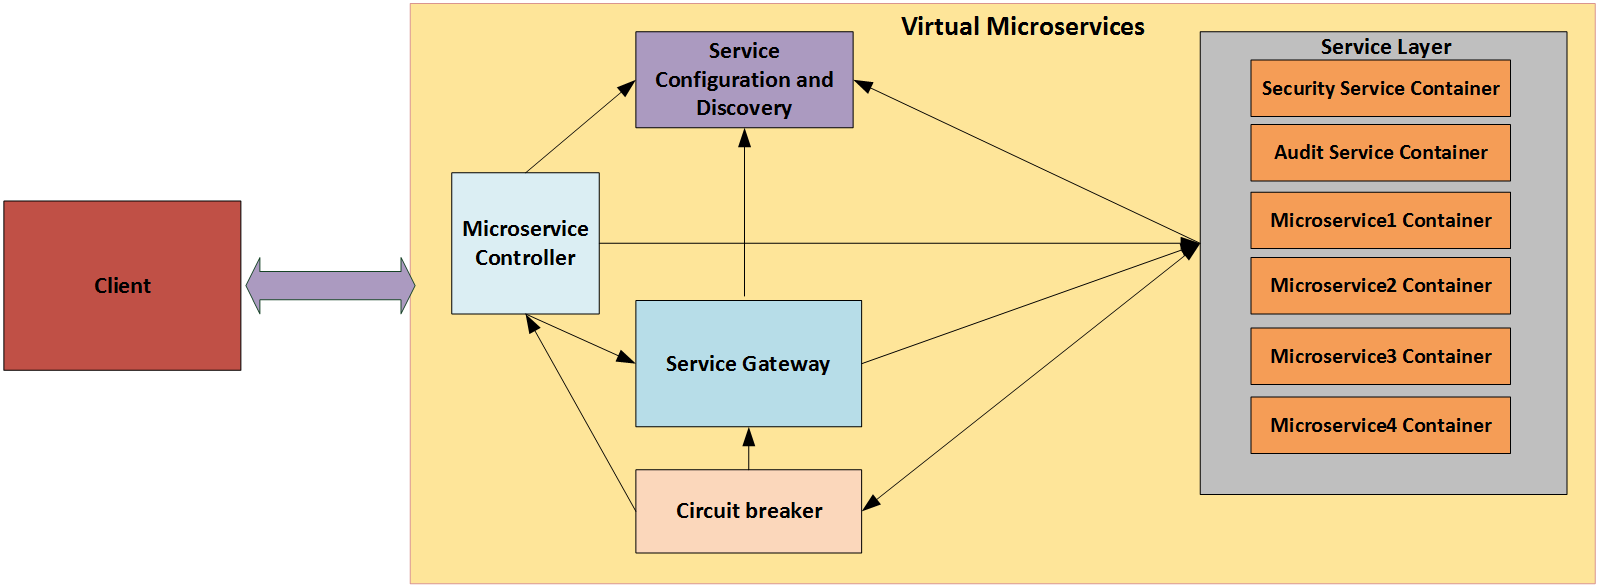 Virtual Microservices
Service
Configuration and
Discovery
Service Layer
Security Service Container
Audit Service Container
Microservice1 Container
Microservice2 Container
Microservice3 Container
Microservice4 Container
Microservice
Controller
Client
Service Gateway
Circuit breaker